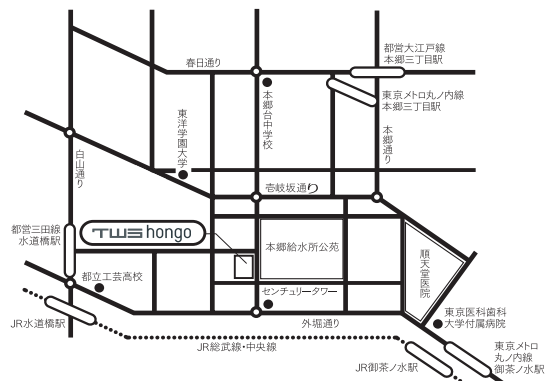 都営大江戸線
本郷三丁目駅
春日通り
東京メトロ丸ノ内線
本郷三丁目駅
本郷台中学校
東洋学園大学
本郷通り
白山通り
壱岐坂通り
都営三田線
水道橋駅
TWS hongo
本郷給水所公苑
順天堂医院
都立工芸高校
センチュリータワー
東京医科歯科
大学付属病院
外堀通り
JR水道橋駅
JR総武線・中央線
東京メトロ
丸ノ内線
御茶ノ水駅
JR御茶ノ水駅